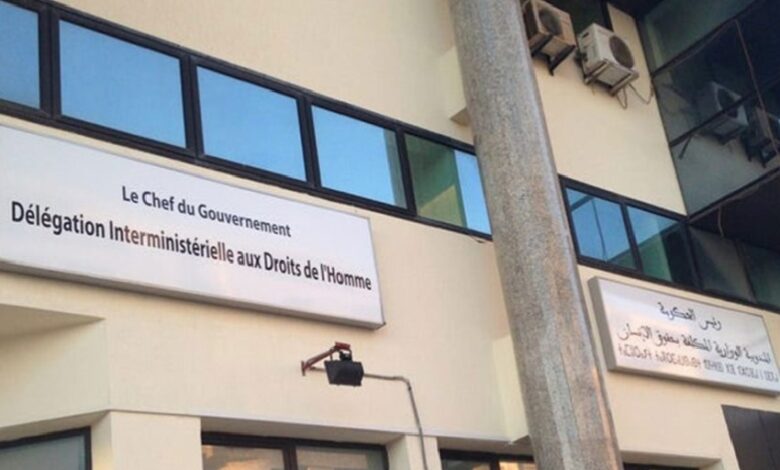 Le Chef du Gouvernement
Délégation Interministérielle aux Droits de l'Homme
رئيس الحكومة
المندوبية الوزارية المكلفة بحقوق الإنسان